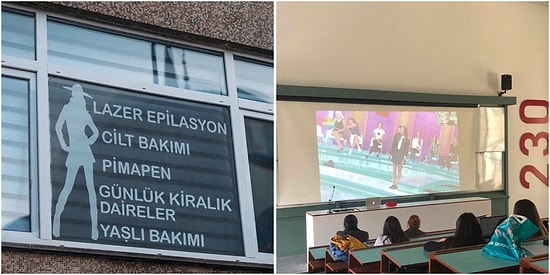 LAZER EPİLASYON
CİLT BAKIMI
PİMAPEN
GÜNLÜK KİRALIK
DAİRELER
YAŞLI BAKIMI
230